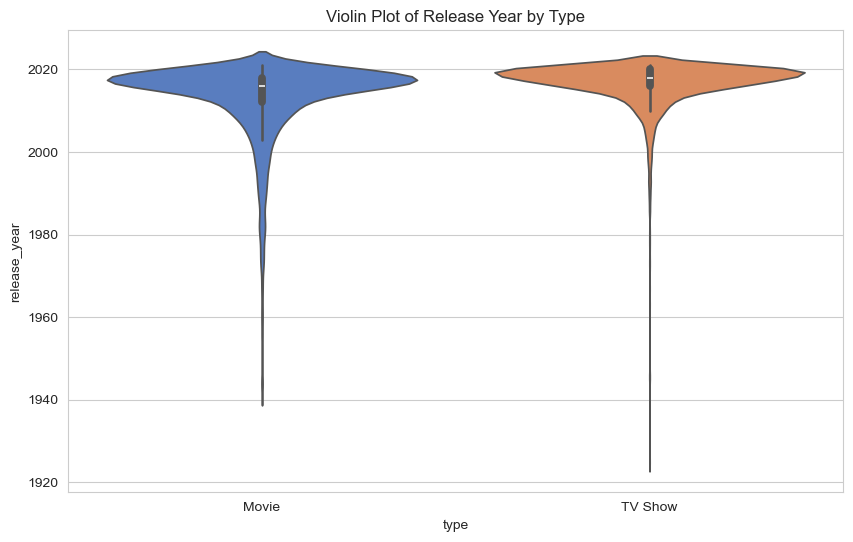 Violin Plot of Release Year by Type
release_year
2020
2000
1980
1960
1940
1920
Movie
TV Show
type